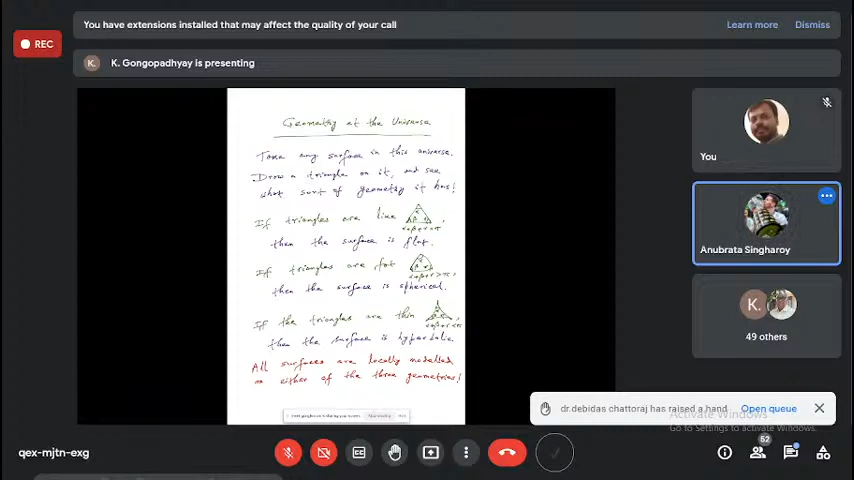 You have extensions installed that may affect the quality of your call
Learn more
Dismiss
REC
K.
K. Gongopadhyay is presenting
Geometry of the Universe
Take any surface in this universe.
Draw a triangle on it, and see
what sort of geometry it has!
If triangles are like
α+β+γ=π,
then the surface is flat.
If triangles are fat
α+β+γ>π,
then the surface is spherical.
If the triangles are thin
α+β+γ<π
then the surface is hyperbolic
All surfaces are locally modelled
on either of the three geometries!
You
Anubrata Singharoy
K.
49 others
dr.debidas chattoraj has raised a hand
Open queue
Activate Windows
Go to Settings to activate Windows.
qex-mjtn-exg
52